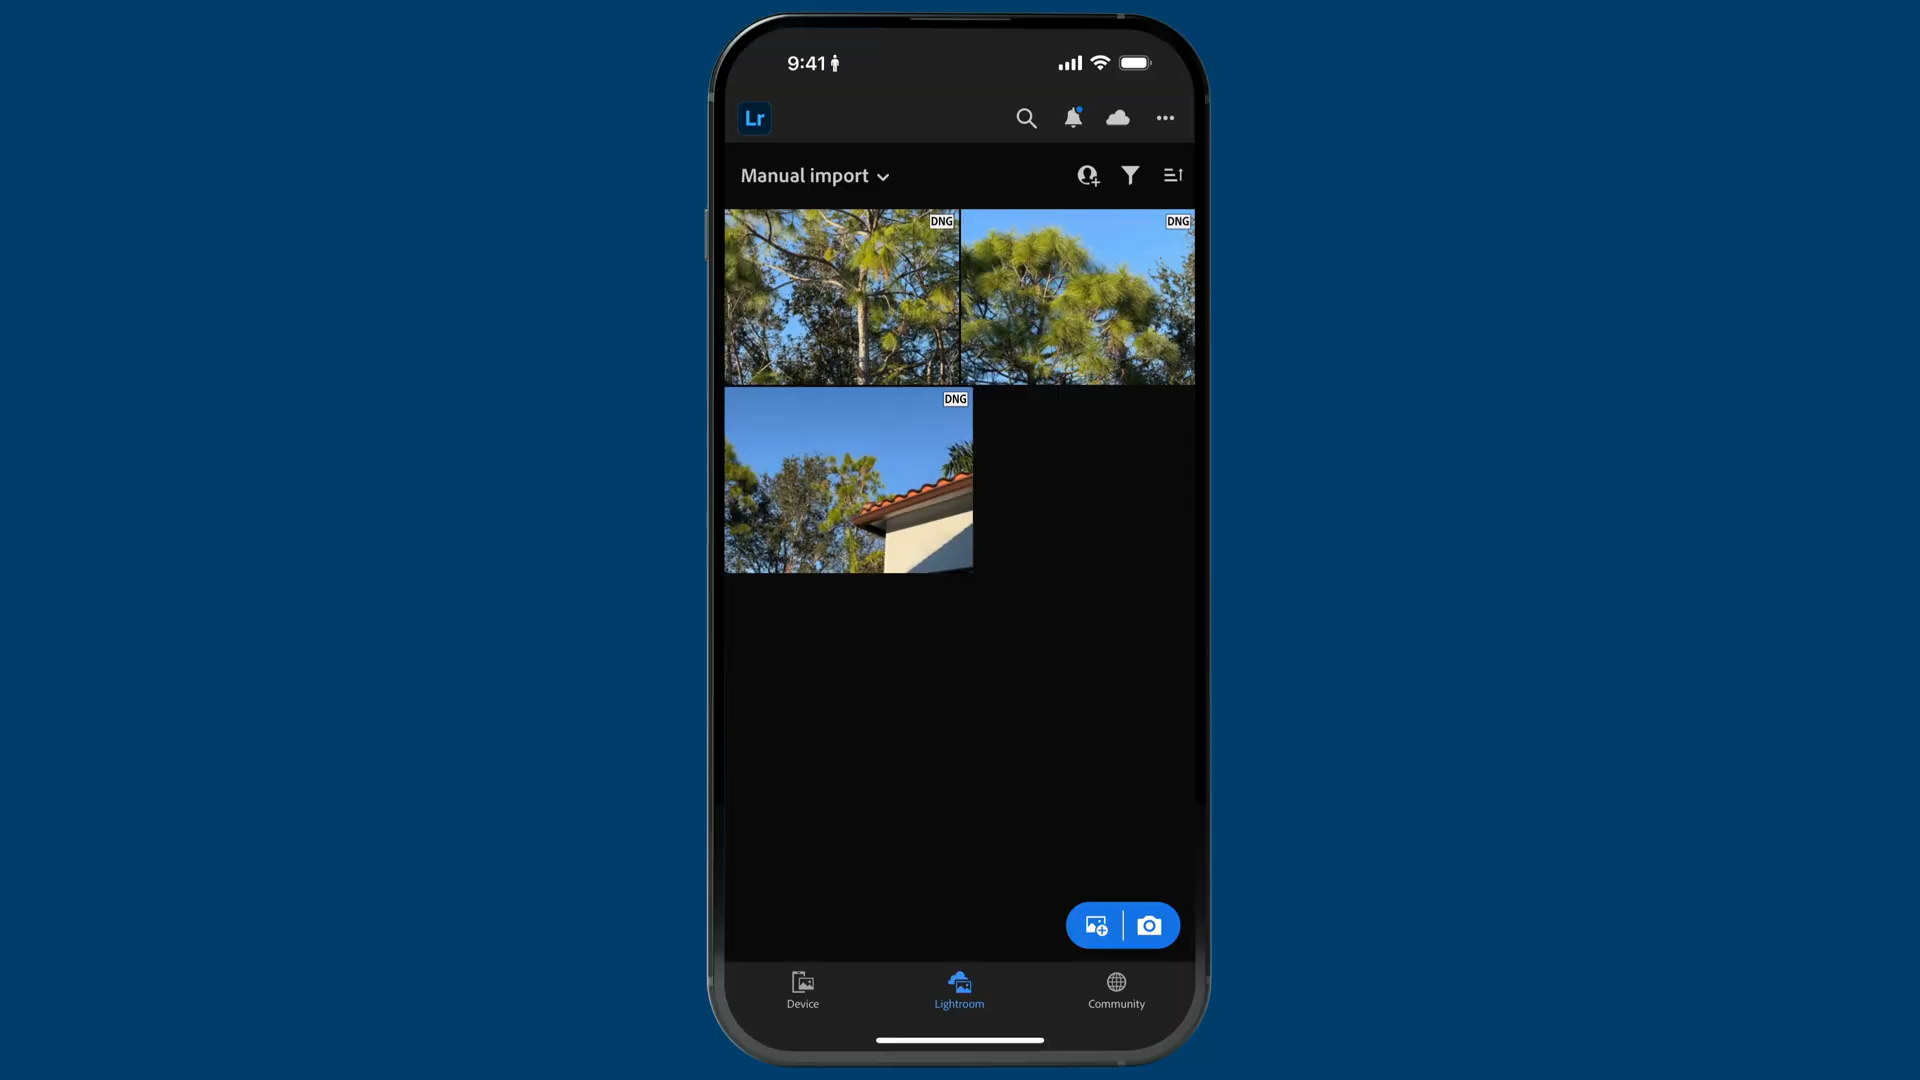 9:41
Lr
Manual import
DNG DNG
DNG
Device Lightroom Community